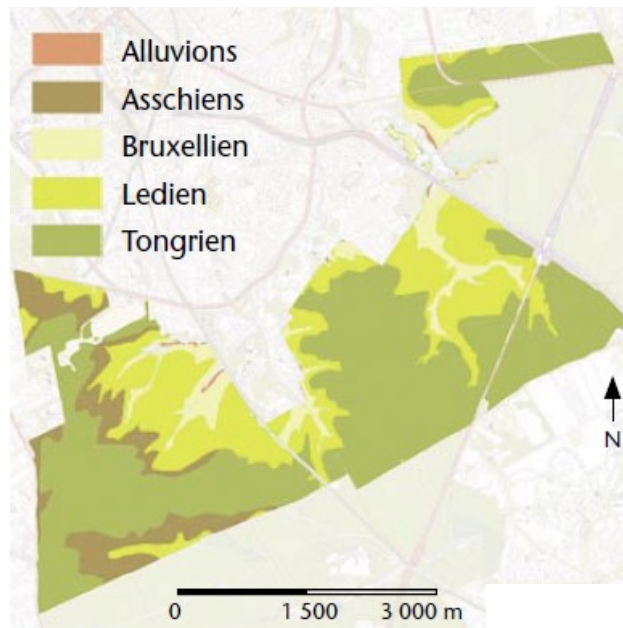 Alluvions
Asschiens
Bruxellien
Ledien
Tongrien
N
0 1 500 3 000 m